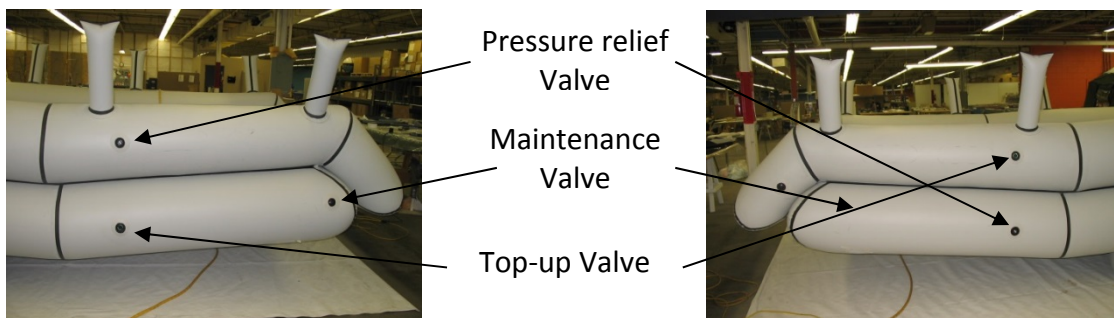 Pressure relief
Valve
Maintenance
Valve
Top-up Valve